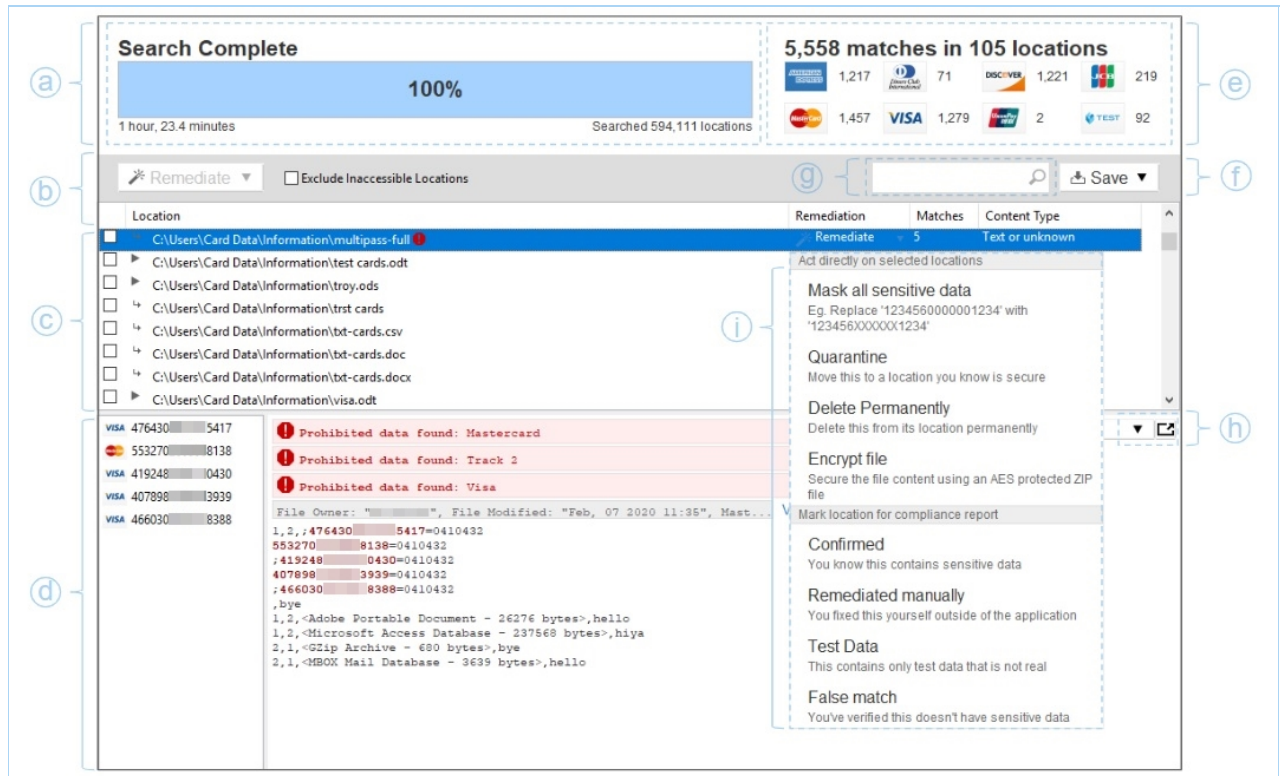 Search Complete
100%
1 hour, 23.4 minutes
Searched 594,111 locations
5,558 matches in 105 locations
AMERICAN EXPRESS 1,217 Diners Club International 71 DISCOVER 1,221 JCB 219
MasterCard 1,457 VISA 1,279 UnionPay 2 TEST 92
a
e
b
Remediate ▼
Exclude Inaccessible Locations
g
Save ▼
f
Location Remediation Matches Content Type
C:\Users\Card Data\Information\multipass-full Remediate 5 Text or unknown
C:\Users\Card Data\Information\test cards.odt
C:\Users\Card Data\Information\troy.ods
C:\Users\Card Data\Information\trst cards
C:\Users\Card Data\Information\txt-cards.csv
C:\Users\Card Data\Information\txt-cards.doc
C:\Users\Card Data\Information\txt-cards.docx
C:\Users\Card Data\Information\visa.odt
c
i
Act directly on selected locations
Mask all sensitive data
Eg. Replace '1234560000001234' with
'123456XXXXXX1234'
Quarantine
Move this to a location you know is secure
Delete Permanently
Delete this from its location permanently
Encrypt file
Secure the file content using an AES protected ZIP
file
Mark location for compliance report
Confirmed
You know this contains sensitive data
Remediated manually
You fixed this yourself outside of the application
Test Data
This contains only test data that is not real
False match
You've verified this doesn't have sensitive data
h
d
VISA 476430 5417
553270 8138
VISA 419248 0430
VISA 407898 3939
VISA 466030 8388
Prohibited data found: Mastercard
Prohibited data found: Track 2
Prohibited data found: Visa
File Owner: " ", File Modified: "Feb, 07 2020 11:35", Mast... V
1,2,;476430 5417=0410432
553270 8138=0410432
;419248 0430=0410432
407898 3939=0410432
;466030 8388=0410432
,bye
1,2,<Adobe Portable Document - 26276 bytes>,hello
1,2,<Microsoft Access Database - 237568 bytes>,hiya
2,1,<GZip Archive - 680 bytes>,bye
2,1,<MBOX Mail Database - 3639 bytes>,hello